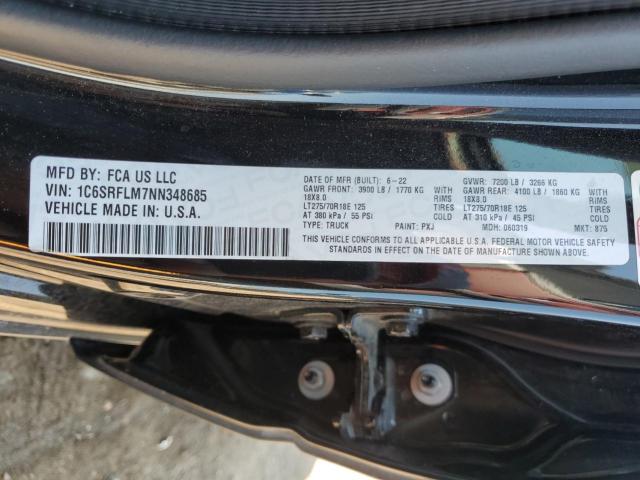 MFD BY: FCA US LLC
VIN: 1C6SRFLM7NN348685
VEHICLE MADE IN: U.S.A.
DATE OF MFR (BUILT): 6-22 GVWR: 7200 LB / 3266 KG
GAWR FRONT: 3900 LB / 1770 KG WITH GAWR REAR: 4100 LB / 1860 KG WITH
18X8.0 RIMS 18X8.0 RIMS
LT275/70R18E 125 TIRES LT275/70R18E 125 TIRES
AT 380 kPa / 55 PSI COLD AT 310 kPa / 45 PSI COLD
TYPE: TRUCK PAINT: PXJ MDH: 060319 MKT: 875
THIS VEHICLE CONFORMS TO ALL APPLICABLE U.S.A. FEDERAL MOTOR VEHICLE SAFETY
STANDARDS IN EFFECT ON THE DATE OF MANUFACTURE SHOWN ABOVE